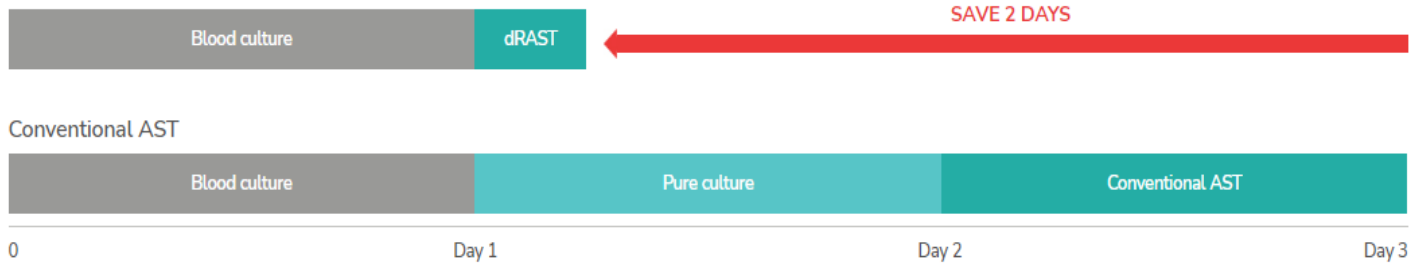 SAVE 2 DAYS
Blood culture dRAST
Conventional AST
Blood culture Pure culture Conventional AST
0 Day 1 Day 2 Day 3